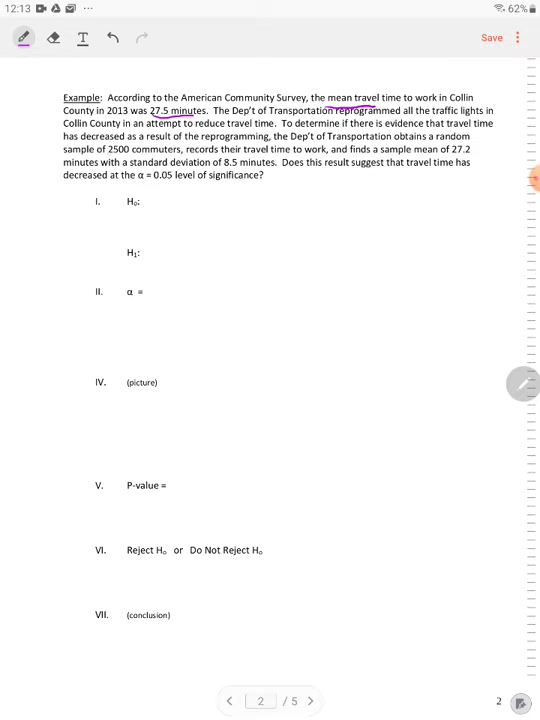 12:13
62%
T
Save
Example: According to the American Community Survey, the mean travel time to work in Collin
County in 2013 was 27.5 minutes. The Dep't of Transportation reprogrammed all the traffic lights in
Collin County in an attempt to reduce travel time. To determine if there is evidence that travel time
has decreased as a result of the reprogramming, the Dep't of Transportation obtains a random
sample of 2500 commuters, records their travel time to work, and finds a sample mean of 27.2
minutes with a standard deviation of 8.5 minutes. Does this result suggest that travel time has
decreased at the α = 0.05 level of significance?
I. H₀:
H₁:
II. α =
IV. (picture)
V. P-value =
VI. Reject H₀ or Do Not Reject H₀
VII. (conclusion)
2 / 5
2